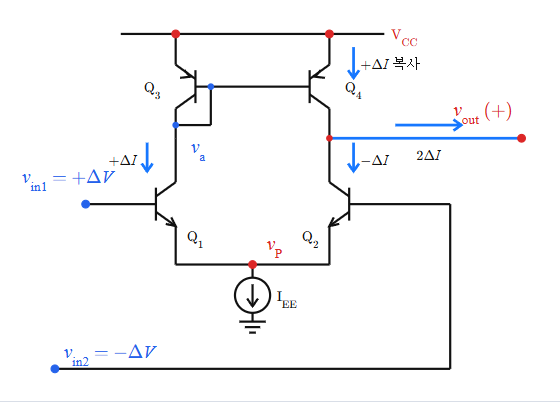 V_CC
+ΔI 복사
Q_3
Q_4
v_out (+)
v_a
+ΔI
−ΔI
2ΔI
v_in1 = +ΔV
Q_1
Q_2
v_P
I_EE
v_in2 = −ΔV